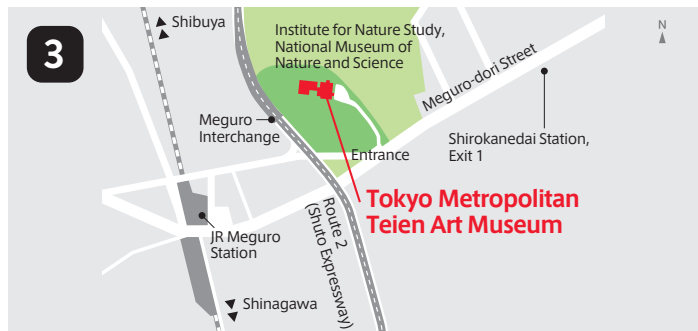 3
Shibuya
Institute for Nature Study,
National Museum of
Nature and Science
N
Meguro-dori Street
Meguro
Interchange
Shirokanedai Station,
Exit 1
Entrance
Tokyo Metropolitan
Teien Art Museum
Route 2
(Shuto Expressway)
JR Meguro
Station
Shinagawa